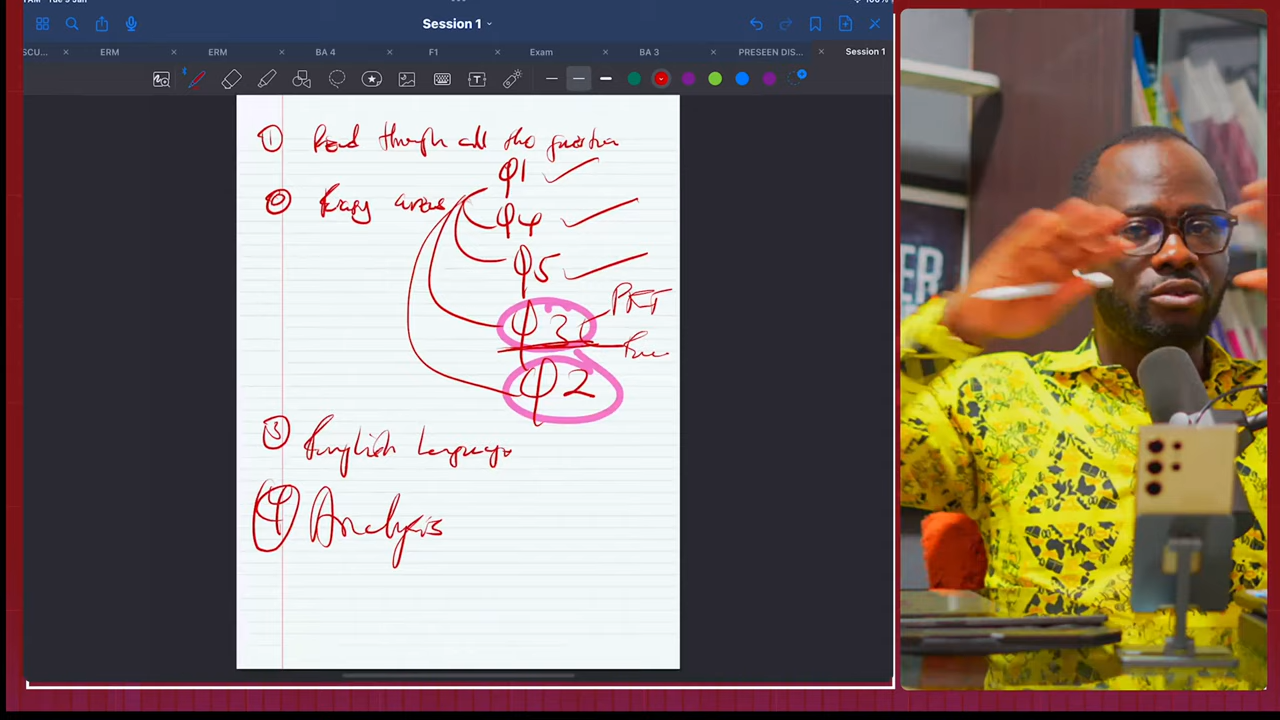 Session 1
SCU...
ERM
ERM
BA 4
F1
Exam
BA 3
PRESEEN DIS...
Session 1
① Read through all the question
② areas
Q1
Q4
Q5
Q3
Q2
③ English Language
④ Analysis